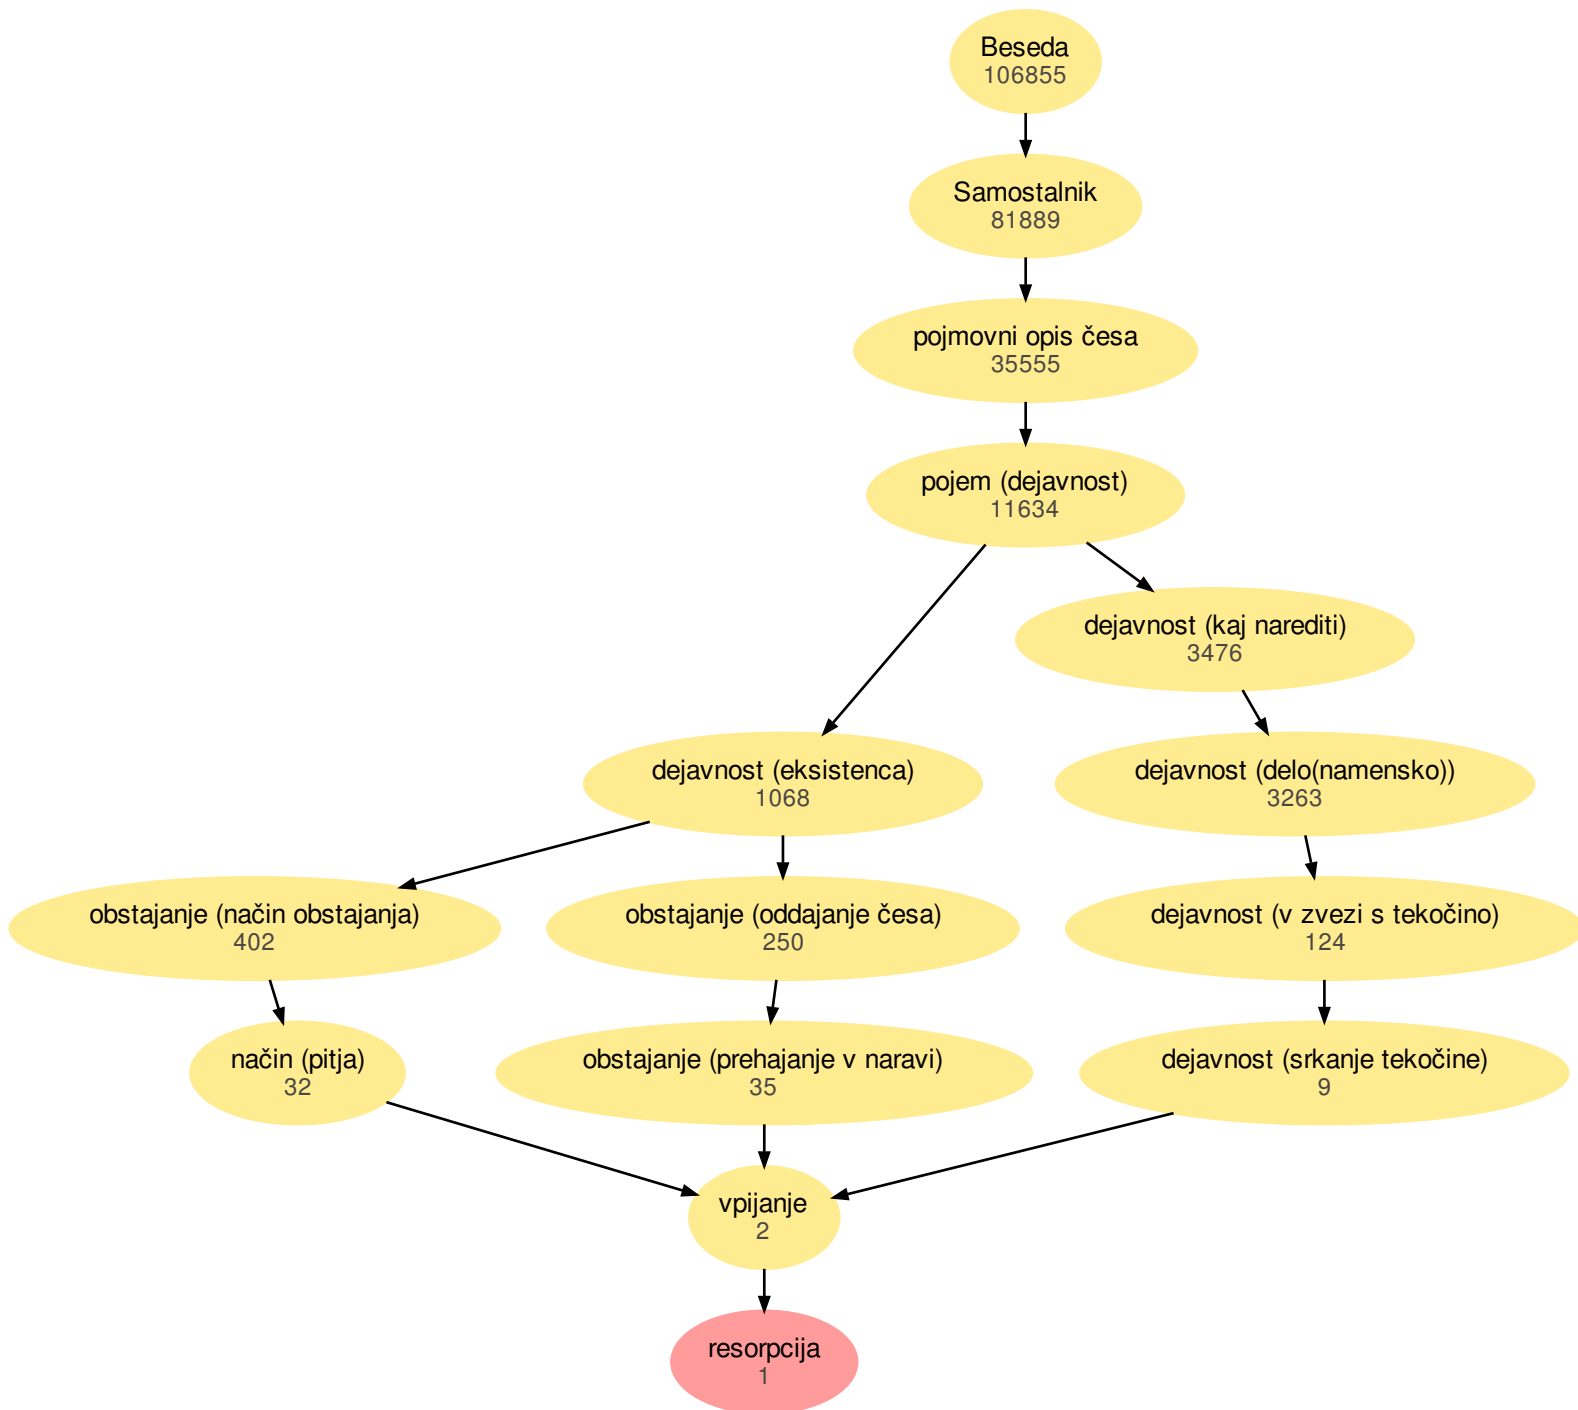 Beseda
106855
Samostalnik
81889
pojmovni opis česa
35555
pojem (dejavnost)
11634
dejavnost (kaj narediti)
3476
dejavnost (eksistenca)
1068
dejavnost (delo(namensko))
3263
obstajanje (način obstajanja)
402
obstajanje (oddajanje česa)
250
dejavnost (v zvezi s tekočino)
124
način (pitja)
32
obstajanje (prehajanje v naravi)
35
dejavnost (srkanje tekočine)
9
vpijanje
2
resorpcija
1